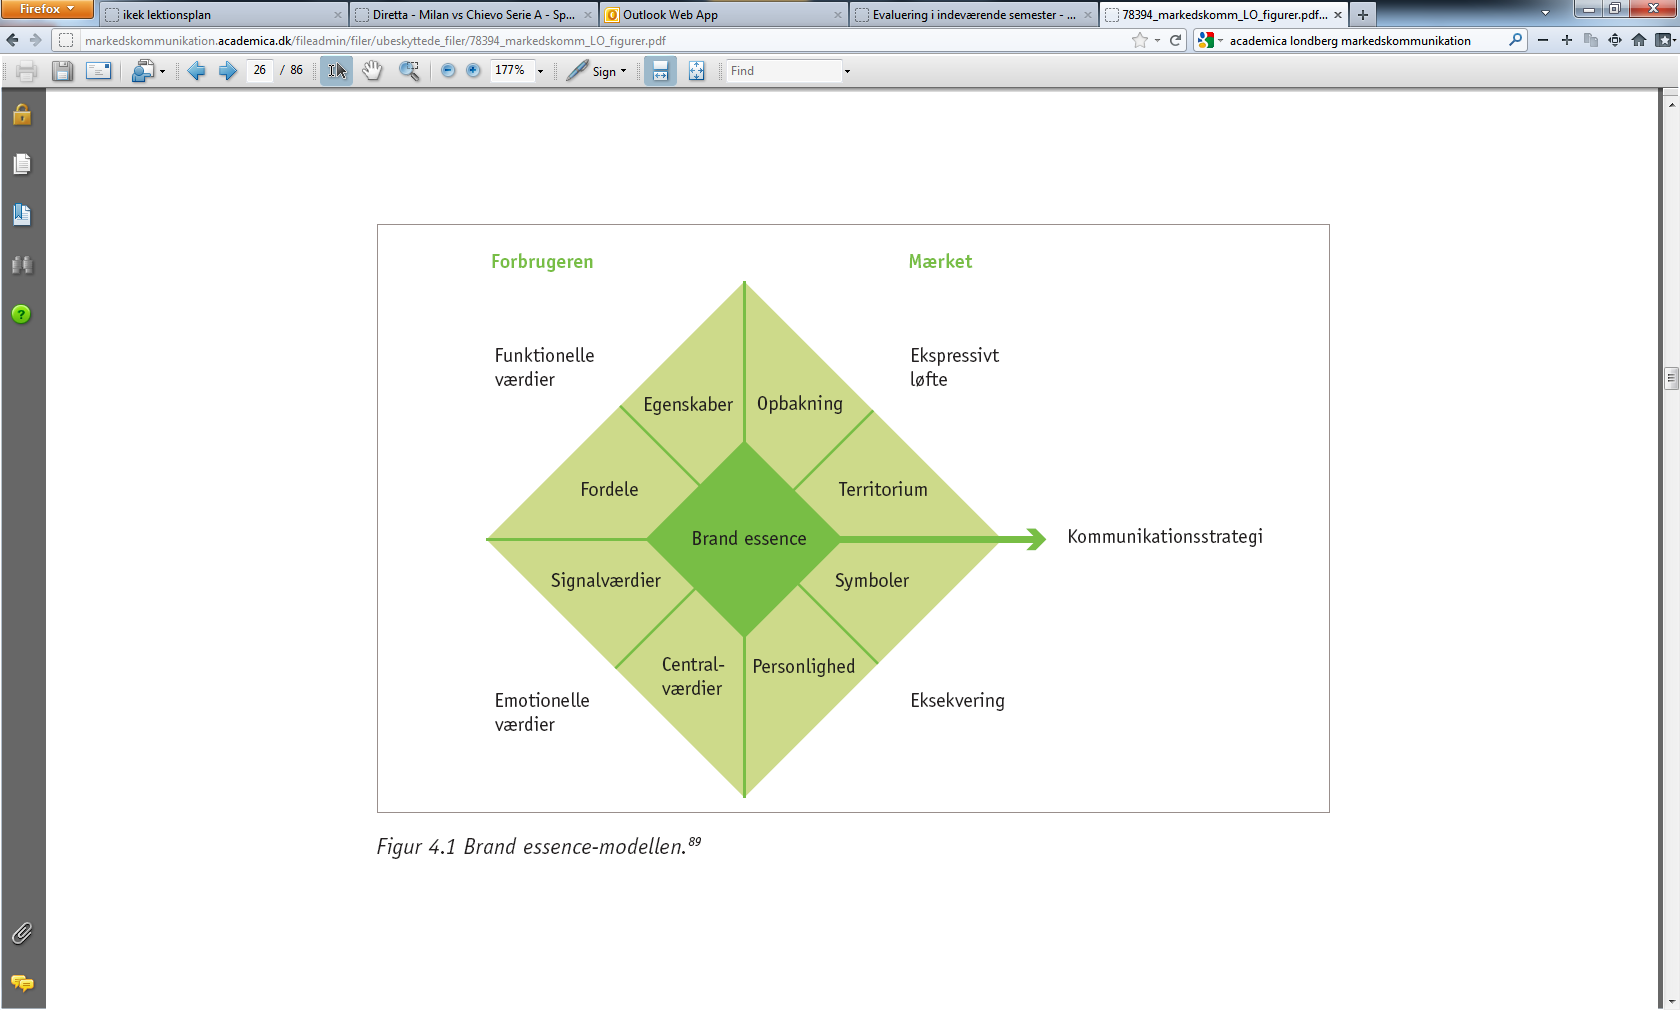 Firefox
ikek lektionsplan
Diretta - Milan vs Chievo Serie A - Sp...
Outlook Web App
Evaluering i indeværende semester - ...
78394_markedskomm_LO_figurer.pdf...
markedskommunikation.academica.dk/fileadmin/filer/ubeskyttede_filer/78394_markedskomm_LO_figurer.pdf
academica londberg markedskommunikation
26 / 86
177%
Sign
Find
Forbrugeren
Mærket
Funktionelle
værdier
Ekspressivt
løfte
Egenskaber
Opbakning
Fordele
Territorium
Brand essence
Kommunikationsstrategi
Signalværdier
Symboler
Central-
værdier
Personlighed
Emotionelle
værdier
Eksekvering
Figur 4.1 Brand essence-modellen.89